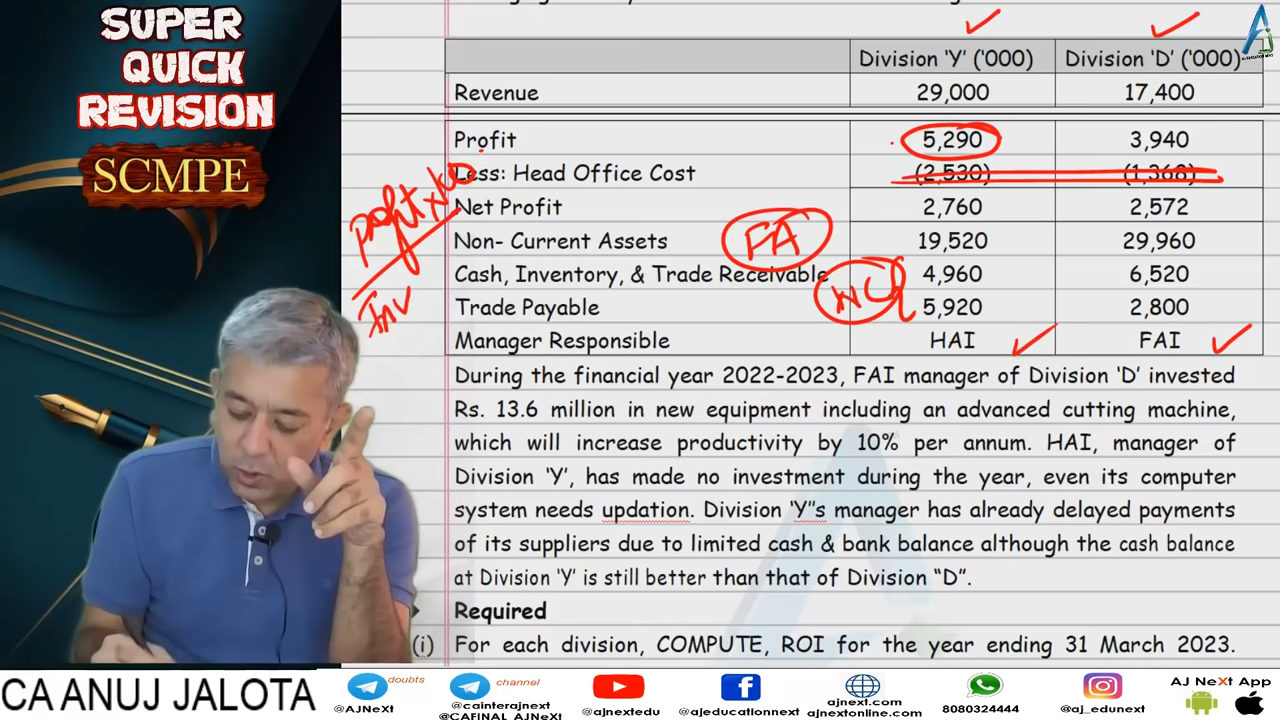 SUPER
QUICK
REVISION
SCMPE
Division 'Y' ('000) Division 'D' ('000)
Revenue 29,000 17,400
Profit 5,290 3,940
Less: Head Office Cost (2,530) (1,368)
Net Profit 2,760 2,572
Non- Current Assets 19,520 29,960
Cash, Inventory, & Trade Receivable 4,960 6,520
Trade Payable 5,920 2,800
Manager Responsible HAI FAI
Profit x 100
Inv
FA
WC
During the financial year 2022-2023, FAI manager of Division 'D' invested
Rs. 13.6 million in new equipment including an advanced cutting machine,
which will increase productivity by 10% per annum. HAI, manager of
Division 'Y', has made no investment during the year, even its computer
system needs updation. Division 'Y''s manager has already delayed payments
of its suppliers due to limited cash & bank balance although the cash balance
at Division 'Y' is still better than that of Division "D".
Required
(i) For each division, COMPUTE, ROI for the year ending 31 March 2023.
CA ANUJ JALOTA
doubts
@AJNeXt
channel
@cainterajnext
@CAFINAL_AJNeXt
@ajnextedu
@ajeducationnext
ajnext.com
ajnextonline.com
8080324444
@aj_edunext
AJ NeXt App